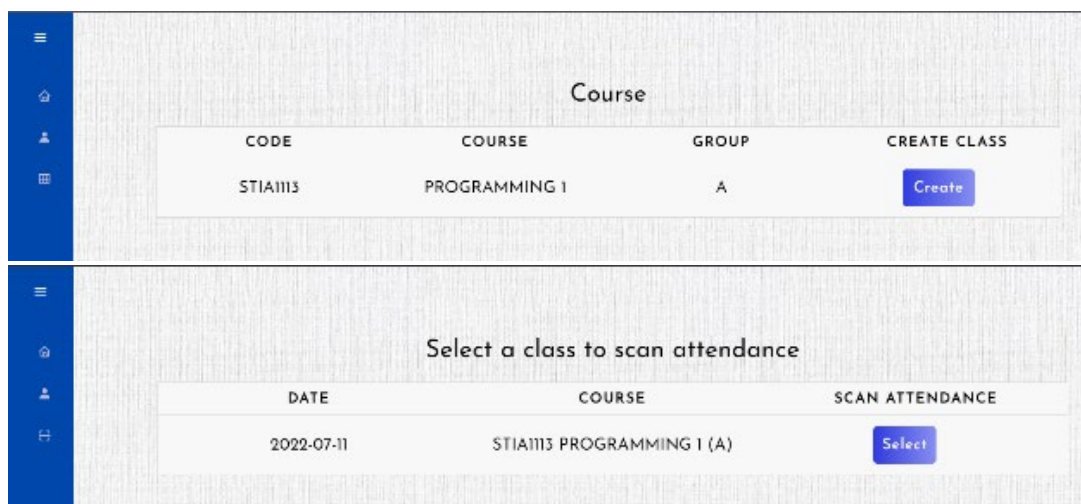 Course
CODE COURSE GROUP CREATE CLASS
STIA1113 PROGRAMMING 1 A Create
Select a class to scan attendance
DATE COURSE SCAN ATTENDANCE
2022-07-11 STIA1113 PROGRAMMING 1 (A) Select